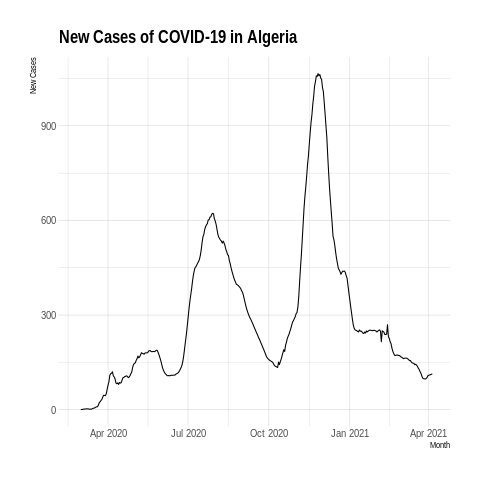 New Cases of COVID-19 in Algeria
New Cases
900
600
300
0
Apr 2020 Jul 2020 Oct 2020 Jan 2021 Apr 2021
Month